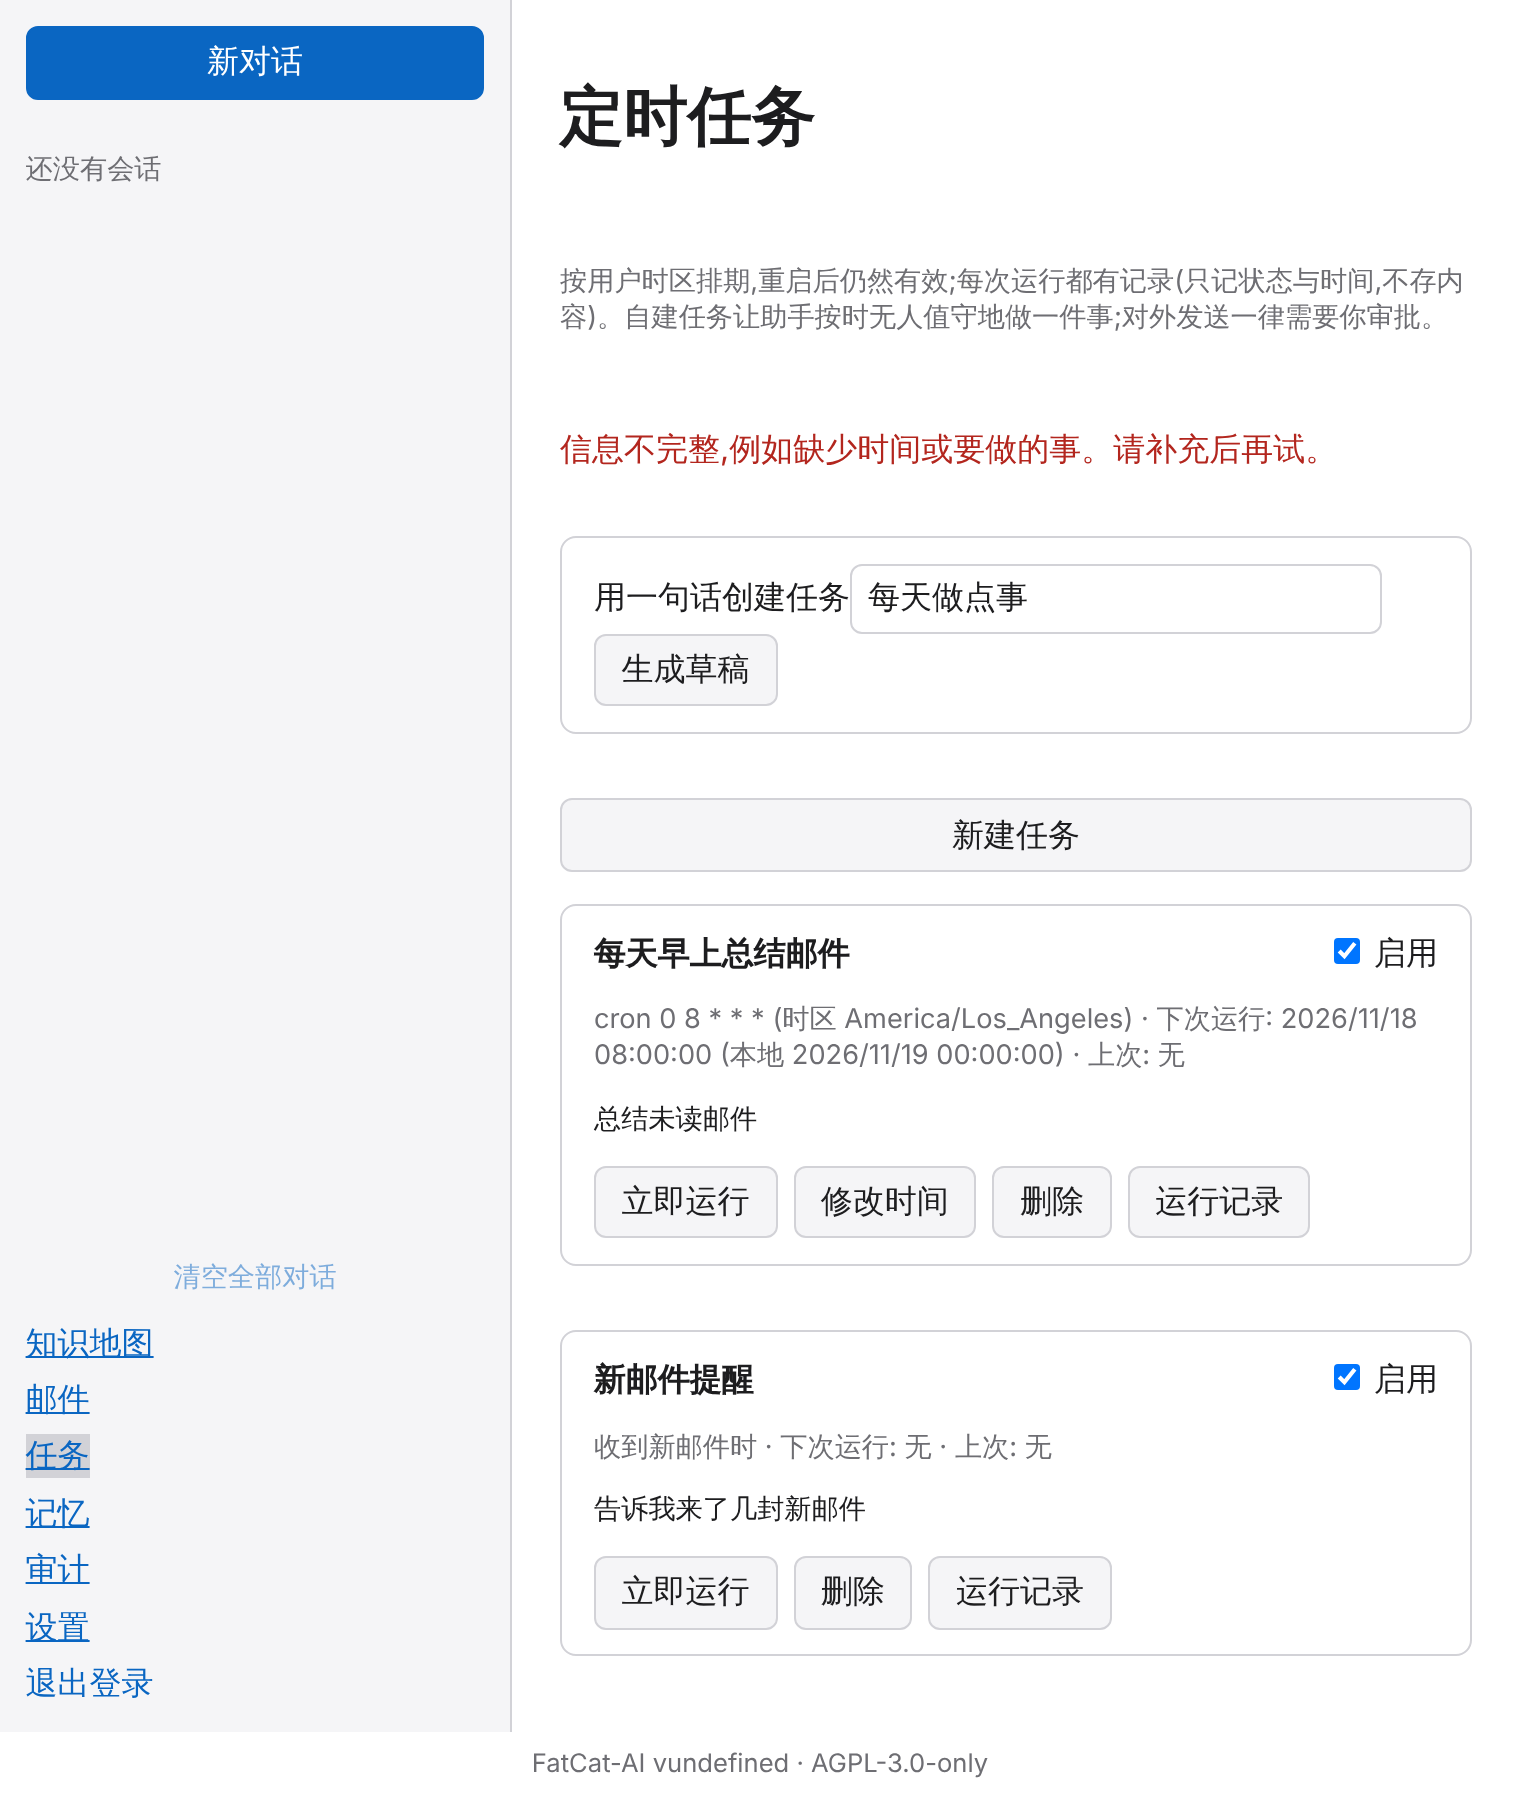 新对话
还没有会话
清空全部对话
知识地图
邮件
任务
记忆
审计
设置
退出登录
定时任务
按用户时区排期,重启后仍然有效;每次运行都有记录(只记状态与时间,不存内
容)。自建任务让助手按时无人值守地做一件事;对外发送一律需要你审批。
信息不完整,例如缺少时间或要做的事。请补充后再试。
用一句话创建任务 每天做点事
生成草稿
新建任务
每天早上总结邮件 启用
cron 0 8 * * * (时区 America/Los_Angeles) · 下次运行: 2026/11/18
08:00:00 (本地 2026/11/19 00:00:00) · 上次: 无
总结未读邮件
立即运行 修改时间 删除 运行记录
新邮件提醒 启用
收到新邮件时 · 下次运行: 无 · 上次: 无
告诉我来了几封新邮件
立即运行 删除 运行记录
FatCat-AI vundefined · AGPL-3.0-only